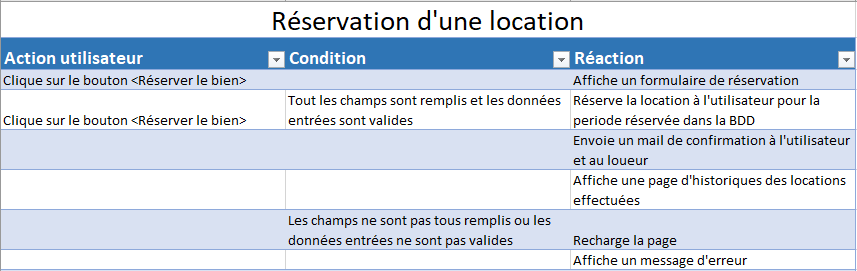 Réservation d'une location
Action utilisateur Condition Réaction
Clique sur le bouton <Réserver le bien> Affiche un formulaire de réservation
Tout les champs sont remplis et les données Réserve la location à l'utilisateur pour la
Clique sur le bouton <Réserver le bien> entrées sont valides periode réservée dans la BDD
Envoie un mail de confirmation à l'utilisateur
et au loueur
Affiche une page d'historiques des locations
effectuées
Les champs ne sont pas tous remplis ou les
données entrées ne sont pas valides Recharge la page
Affiche un message d'erreur